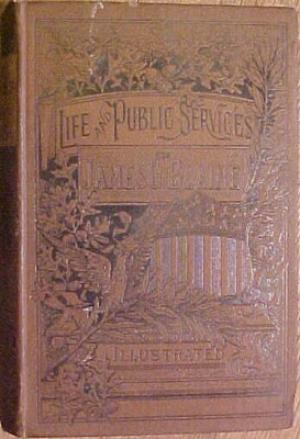 LIFE AND PUBLIC SERVICES
JAMES G. BLAINE
ILLUSTRATED